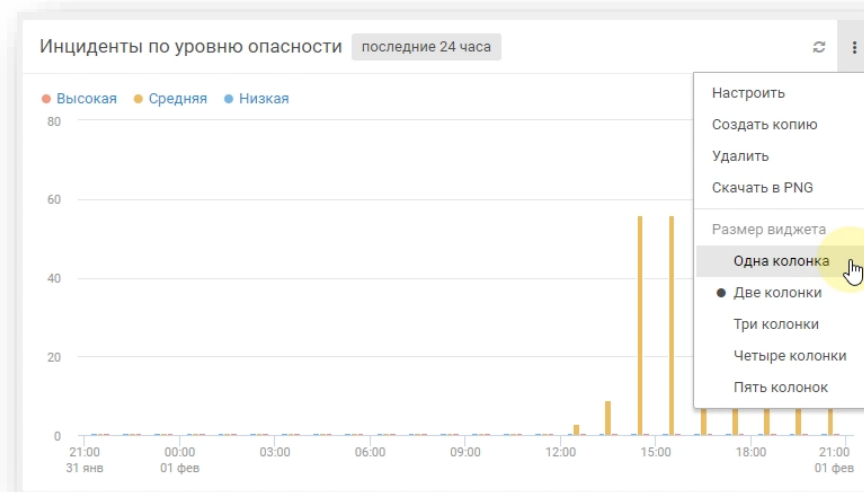 Инциденты по уровню опасности последние 24 часа
Высокая Средняя Низкая
Настроить
Создать копию
Удалить
Скачать в PNG
Размер виджета
Одна колонка
Две колонки
Три колонки
Четыре колонки
Пять колонок
80
60
40
20
0
21:00 00:00 03:00 06:00 09:00 12:00 15:00 18:00 21:00
31 янв 01 фев 01 фев